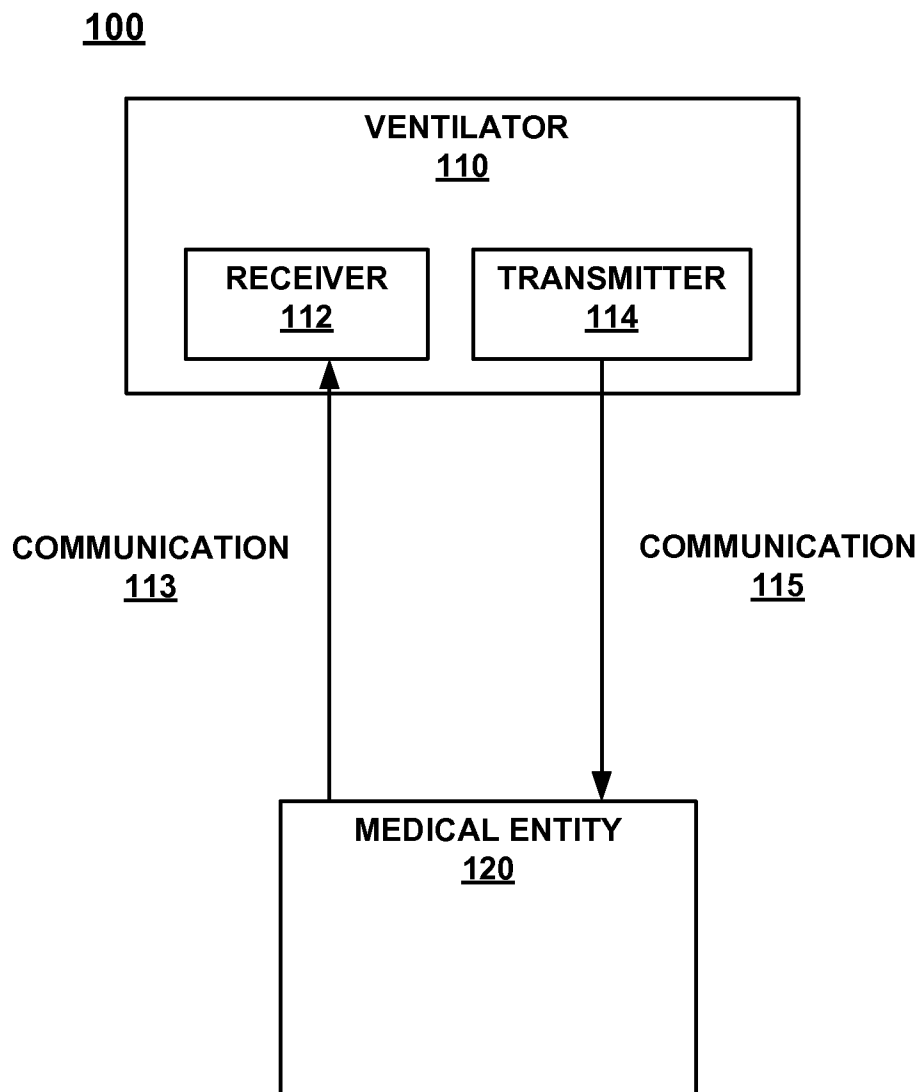 100
VENTILATOR
110
RECEIVER
112
TRANSMITTER
114
COMMUNICATION
113
COMMUNICATION
115
MEDICAL ENTITY
120